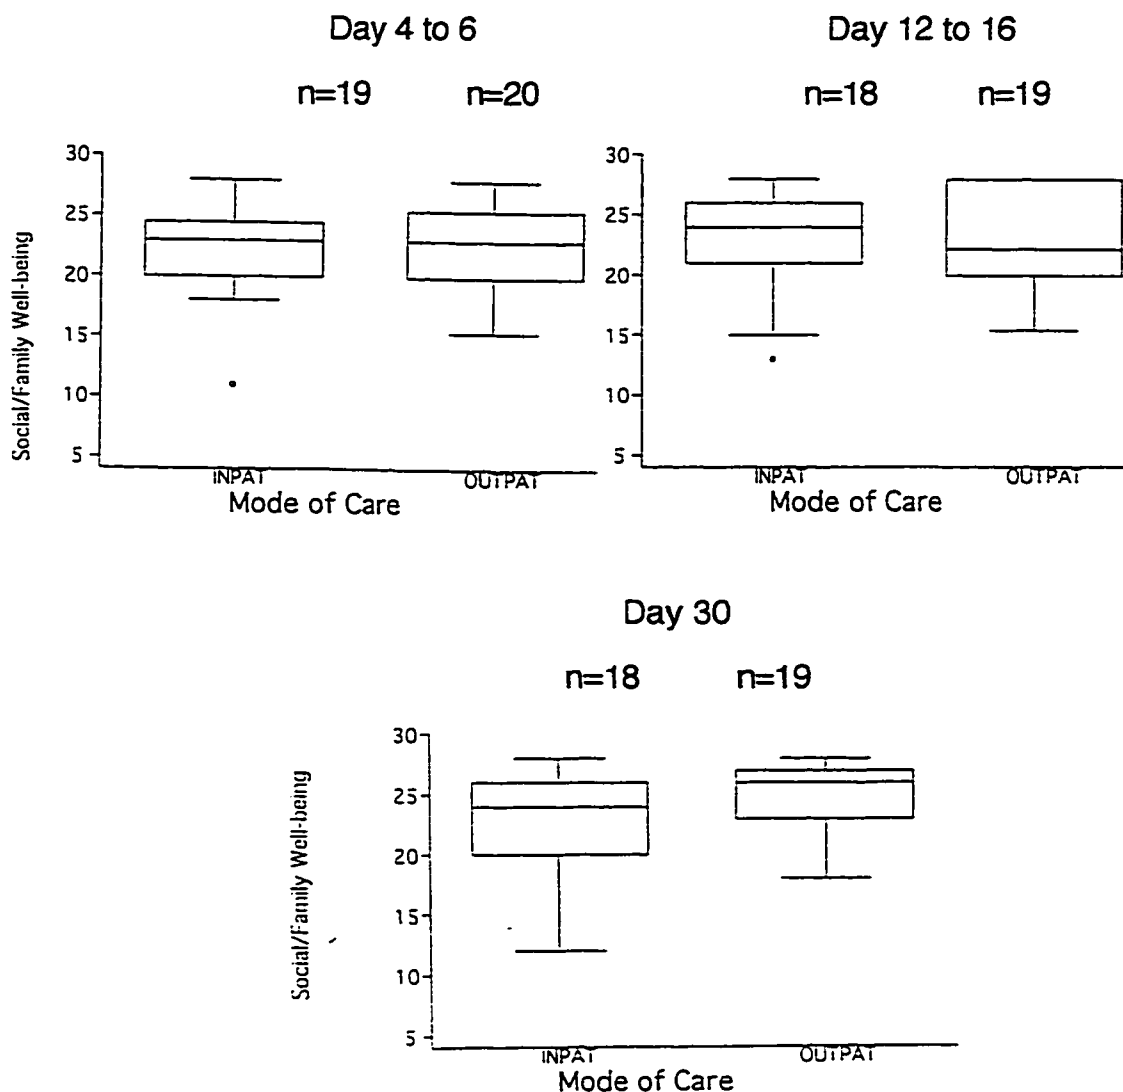 Day 4 to 6
n=19 n=20
Social/Family Well-being
30
25
20
15
10
5
INPAT OUTPAT
Mode of Care
Day 12 to 16
n=18 n=19
30
25
20
15
10
5
INPAT OUTPAT
Mode of Care
Day 30
n=18 n=19
Social/Family Well-being
30
25
20
15
10
5
INPAT OUTPAT
Mode of Care